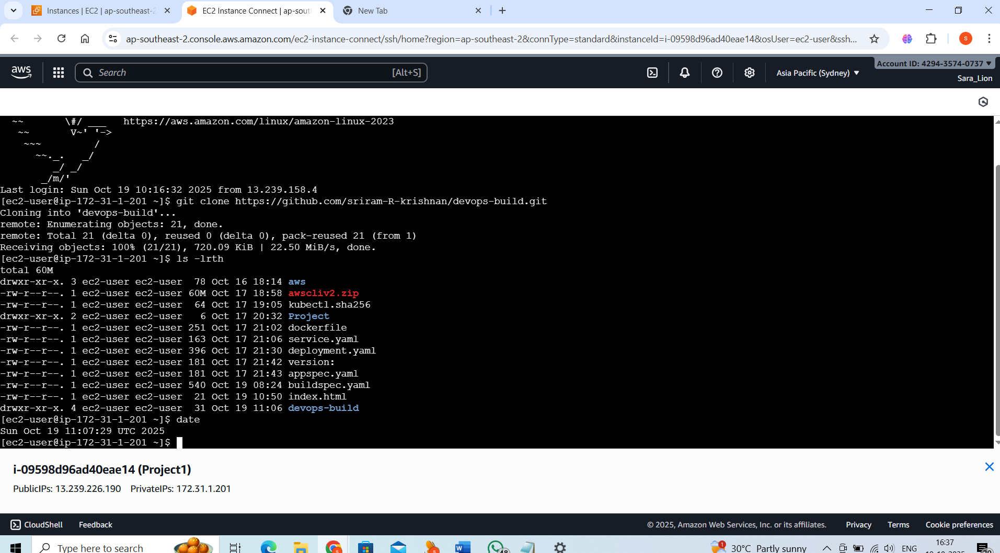 Instances | EC2 | ap-southeast-2
EC2 Instance Connect | ap-sout
New Tab
ap-southeast-2.console.aws.amazon.com/ec2-instance-connect/ssh/home?region=ap-southeast-2&connType=standard&instanceId=i-09598d96ad40eae14&osUser=ec2-user&ssh...
S
aws
Search
[Alt+S]
Asia Pacific (Sydney)
Account ID: 4294-3574-0737
Sara_Lion
~~       \#/ ___   https://aws.amazon.com/linux/amazon-linux-2023
~~       V~' '->
~~~         /
~~._.   _/
_/ _/
_/m/'
Last login: Sun Oct 19 10:16:32 2025 from 13.239.158.4
[ec2-user@ip-172-31-1-201 ~]$ git clone https://github.com/sriram-R-krishnan/devops-build.git
Cloning into 'devops-build'...
remote: Enumerating objects: 21, done.
remote: Total 21 (delta 0), reused 0 (delta 0), pack-reused 21 (from 1)
Receiving objects: 100% (21/21), 720.09 KiB | 22.50 MiB/s, done.
[ec2-user@ip-172-31-1-201 ~]$ ls -lrth
total 60M
drwxr-xr-x. 3 ec2-user ec2-user  78 Oct 16 18:14 aws
-rw-r--r--. 1 ec2-user ec2-user 60M Oct 17 18:58 awscliv2.zip
-rw-r--r--. 1 ec2-user ec2-user  64 Oct 17 19:05 kubectl.sha256
drwxr-xr-x. 2 ec2-user ec2-user   6 Oct 17 20:32 Project
-rw-r--r--. 1 ec2-user ec2-user 251 Oct 17 21:02 dockerfile
-rw-r--r--. 1 ec2-user ec2-user 163 Oct 17 21:06 service.yaml
-rw-r--r--. 1 ec2-user ec2-user 396 Oct 17 21:30 deployment.yaml
-rw-r--r--. 1 ec2-user ec2-user 181 Oct 17 21:42 version:
-rw-r--r--. 1 ec2-user ec2-user 181 Oct 17 21:43 appspec.yaml
-rw-r--r--. 1 ec2-user ec2-user 540 Oct 19 08:24 buildspec.yaml
-rw-r--r--. 1 ec2-user ec2-user  21 Oct 19 10:50 index.html
drwxr-xr-x. 4 ec2-user ec2-user  31 Oct 19 11:06 devops-build
[ec2-user@ip-172-31-1-201 ~]$ date
Sun Oct 19 11:07:29 UTC 2025
[ec2-user@ip-172-31-1-201 ~]$
i-09598d96ad40eae14 (Project1)
PublicIPs: 13.239.226.190 PrivateIPs: 172.31.1.201
CloudShell
Feedback
© 2025, Amazon Web Services, Inc. or its affiliates.
Privacy
Terms
Cookie preferences
Type here to search
1
30°C Partly sunny
ENG
16:37